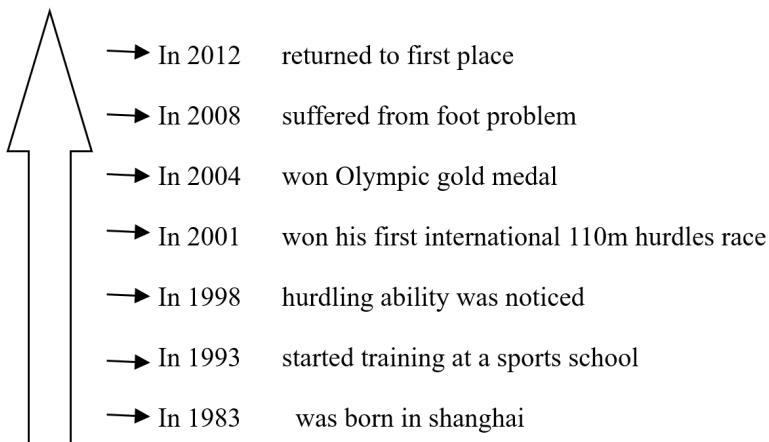 In 2012 returned to first place
In 2008 suffered from foot problem
In 2004 won Olympic gold medal
In 2001 won his first international 110m hurdles race
In 1998 hurdling ability was noticed
In 1993 started training at a sports school
In 1983 was born in shanghai